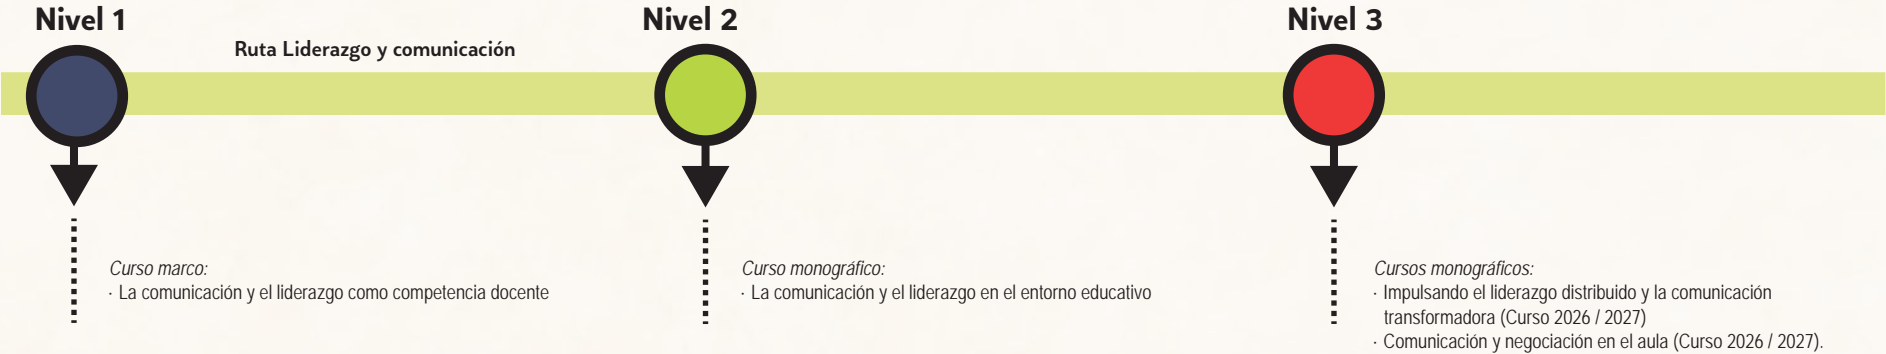 Nivel 1
Nivel 2
Nivel 3
Ruta Liderazgo y comunicación
Curso marco:
· La comunicación y el liderazgo como competencia docente
Curso monográfico:
· La comunicación y el liderazgo en el entorno educativo
Cursos monográficos:
· Impulsando el liderazgo distribuido y la comunicación
transformadora (Curso 2026 / 2027)
· Comunicación y negociación en el aula (Curso 2026 / 2027).